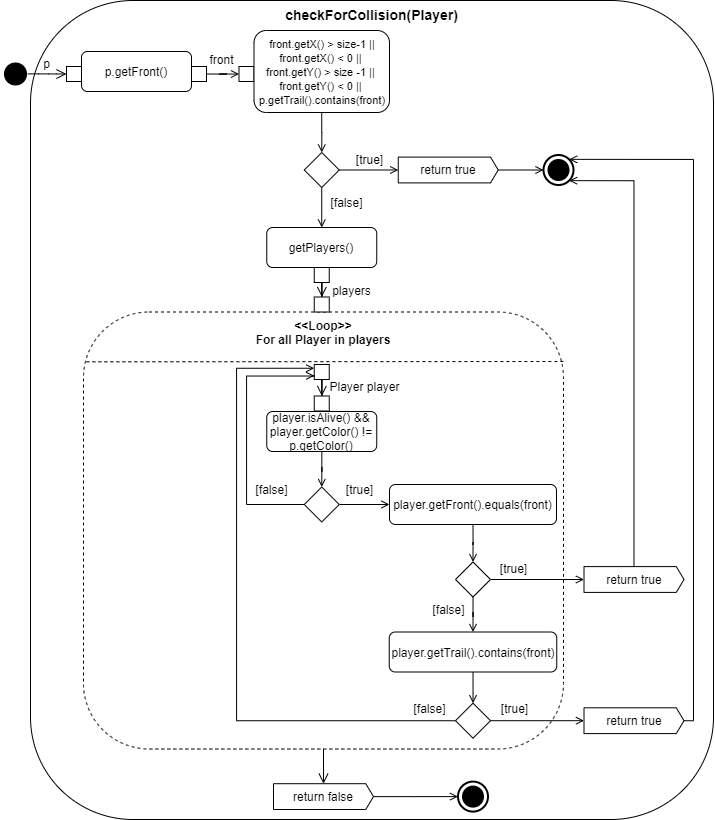 checkForCollision(Player)
p
p.getFront()
front
front.getX() > size-1 ||
front.getX() < 0 ||
front.getY() > size -1 ||
front.getY() < 0 ||
p.getTrail().contains(front)
[true]
return true
[false]
getPlayers()
players
<<Loop>>
For all Player in players
Player player
player.isAlive() &&
player.getColor() !=
p.getColor()
[false]
[true]
player.getFront().equals(front)
[true]
return true
[false]
player.getTrail().contains(front)
[false]
[true]
return true
return false